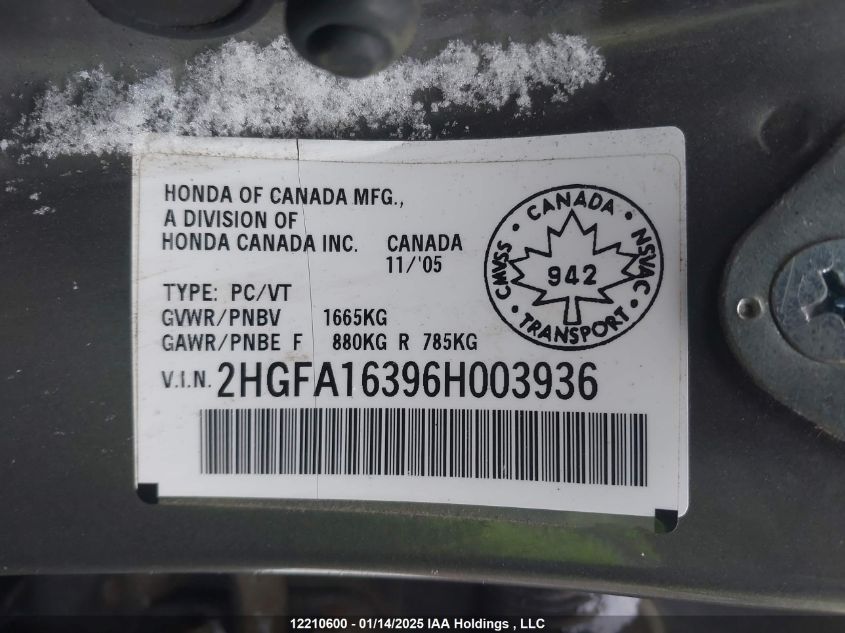 HONDA OF CANADA MFG.,
A DIVISION OF
HONDA CANADA INC. CANADA
11/'05
CANADA
CMVSS 942 NSVAC
TRANSPORT
TYPE: PC/VT
GVWR/PNBV 1665KG
GAWR/PNBE F 880KG R 785KG
V.I.N. 2HGFA16396H003936
12210600 - 01/14/2025 IAA Holdings , LLC